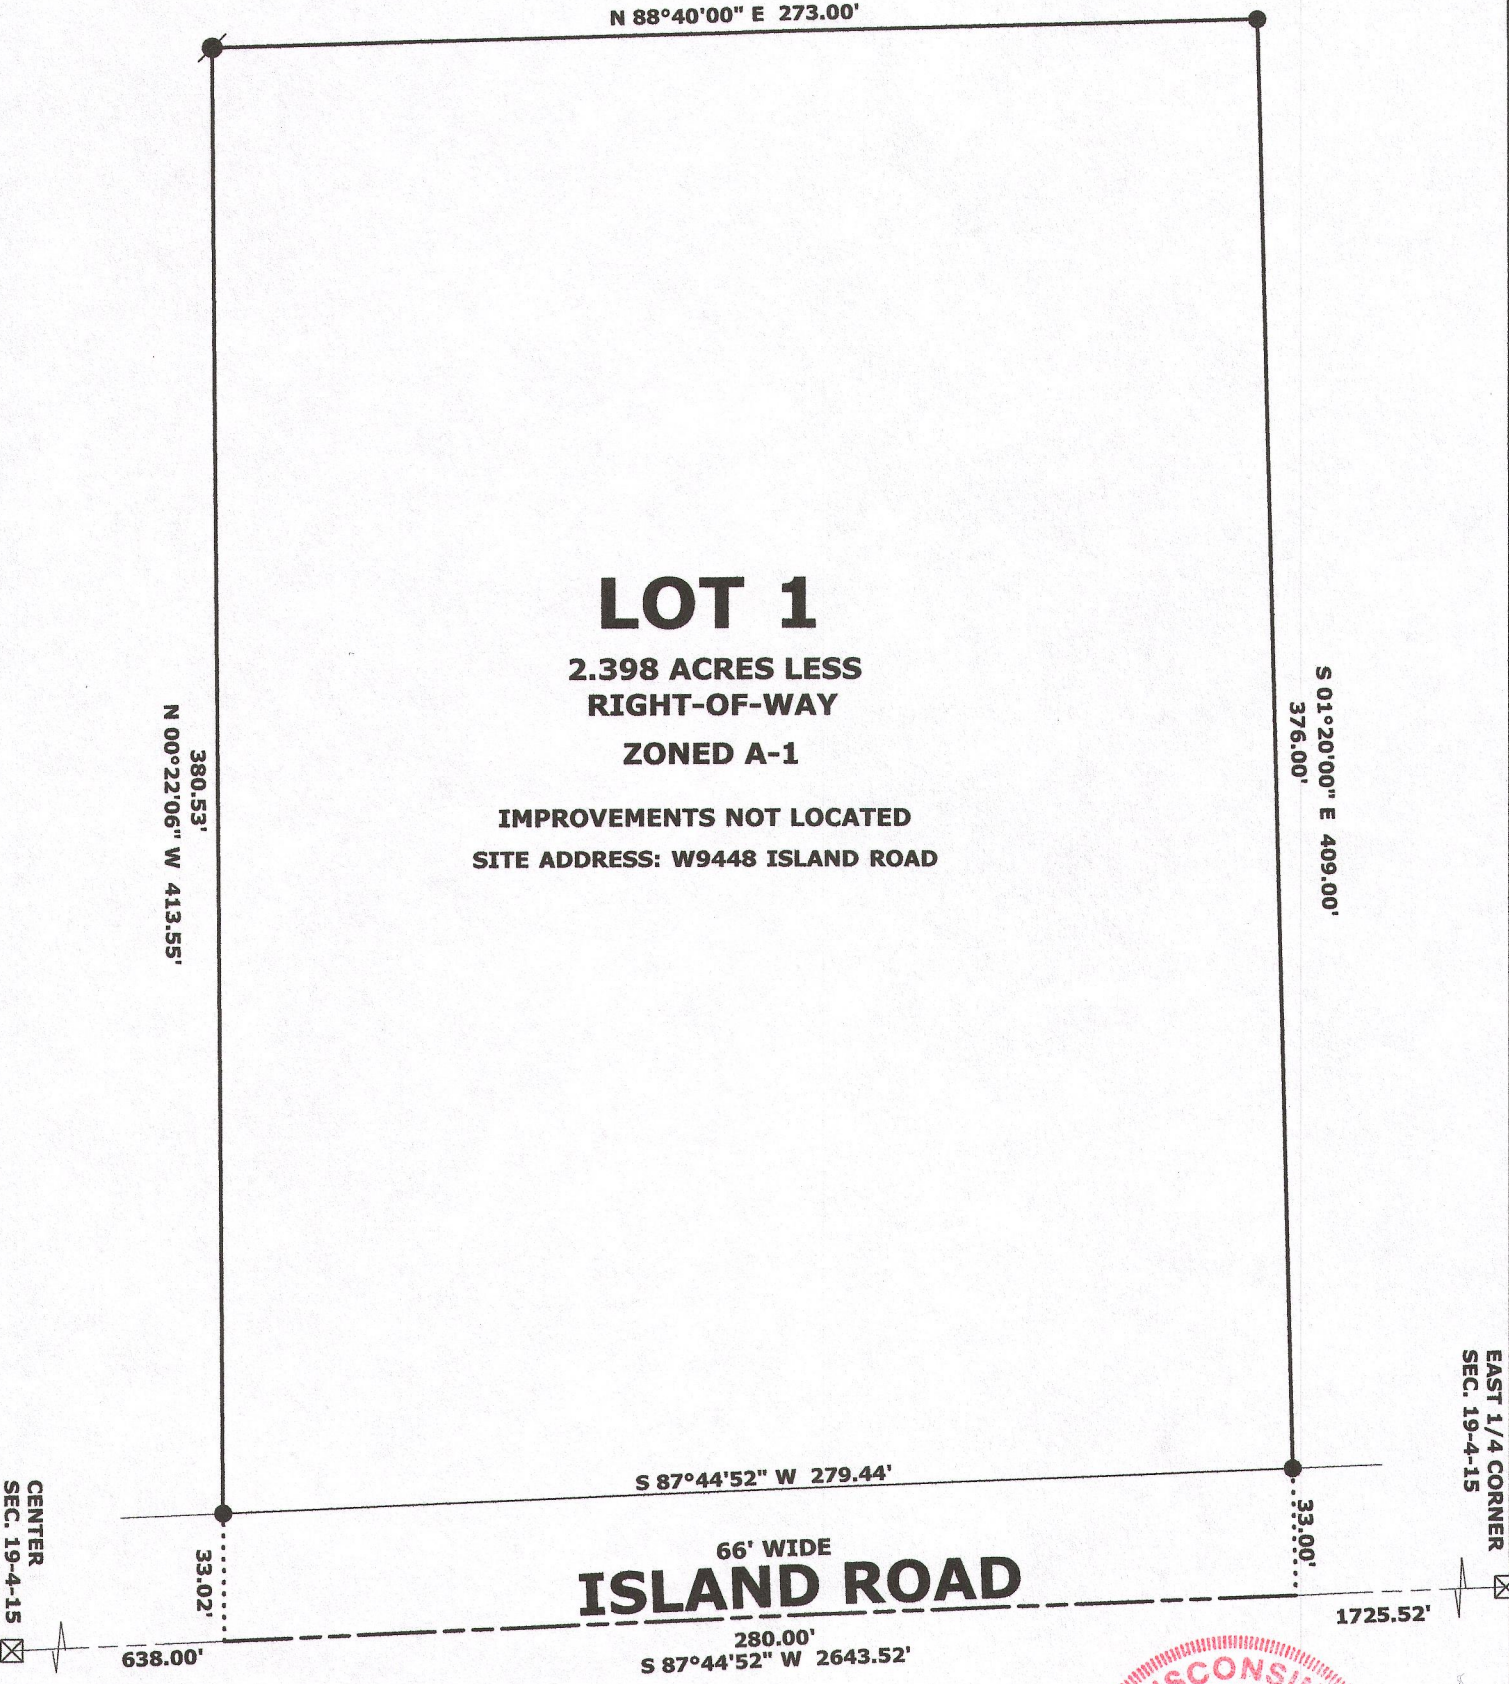 N 88°40'00" E 273.00'
LOT 1
2.398 ACRES LESS
RIGHT-OF-WAY
ZONED A-1
IMPROVEMENTS NOT LOCATED
SITE ADDRESS: W9448 ISLAND ROAD
380.53'
N 00°22'06" W 413.55'
S 01°20'00" E 409.00'
376.00'
EAST 1/4 CORNER
SEC. 19-4-15
CENTER
SEC. 19-4-15
S 87°44'52" W 279.44'
33.02'
33.00'
66' WIDE
ISLAND ROAD
638.00'
280.00'
S 87°44'52" W 2643.52'
1725.52'